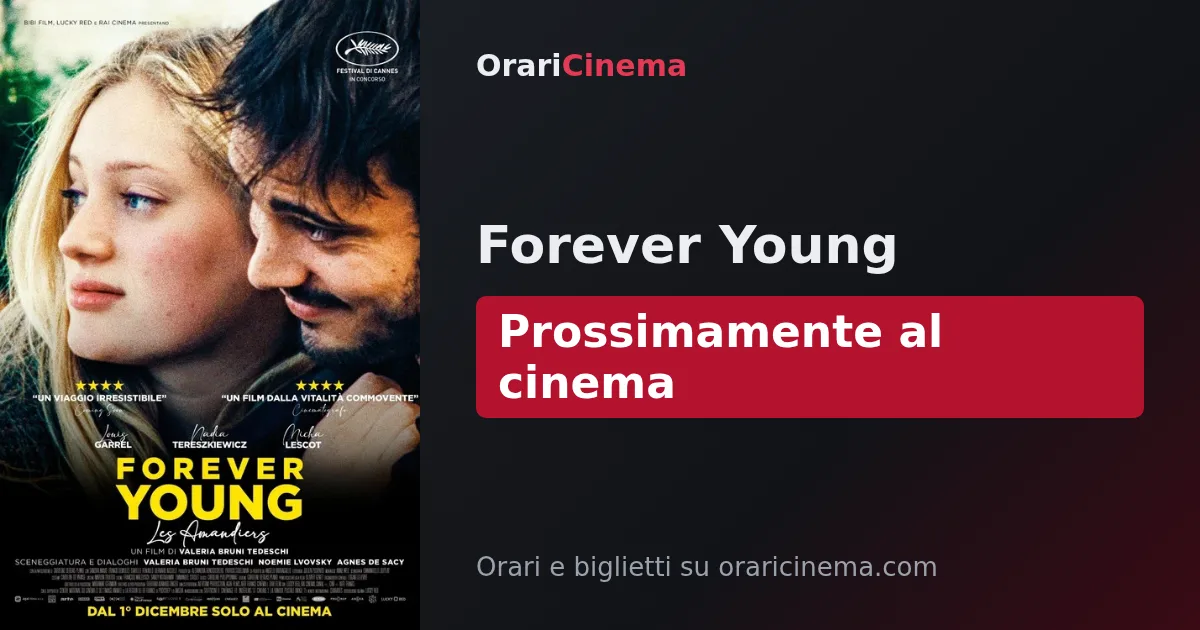 BIBI FILM, LUCKY RED E RAI CINEMA PRESENTANO
FESTIVAL DI CANNES
IN CONCORSO
★★★★
"UN VIAGGIO IRRESISTIBILE"
Coming Soon
★★★★
"UN FILM DALLA VITALITÀ COMMOVENTE"
Cinematografo
Louis GARREL
Nadia TERESZKIEWICZ
Micha LESCOT
FOREVER
YOUNG
Les Amandiers
UN FILM DI VALERIA BRUNI TEDESCHI
SCENEGGIATURA E DIALOGHI VALERIA BRUNI TEDESCHI NOEMIE LVOVSKY AGNES DE SACY
DAL 1° DICEMBRE SOLO AL CINEMA
OrariCinema
Forever Young
Prossimamente al
cinema
Orari e biglietti su oraricinema.com